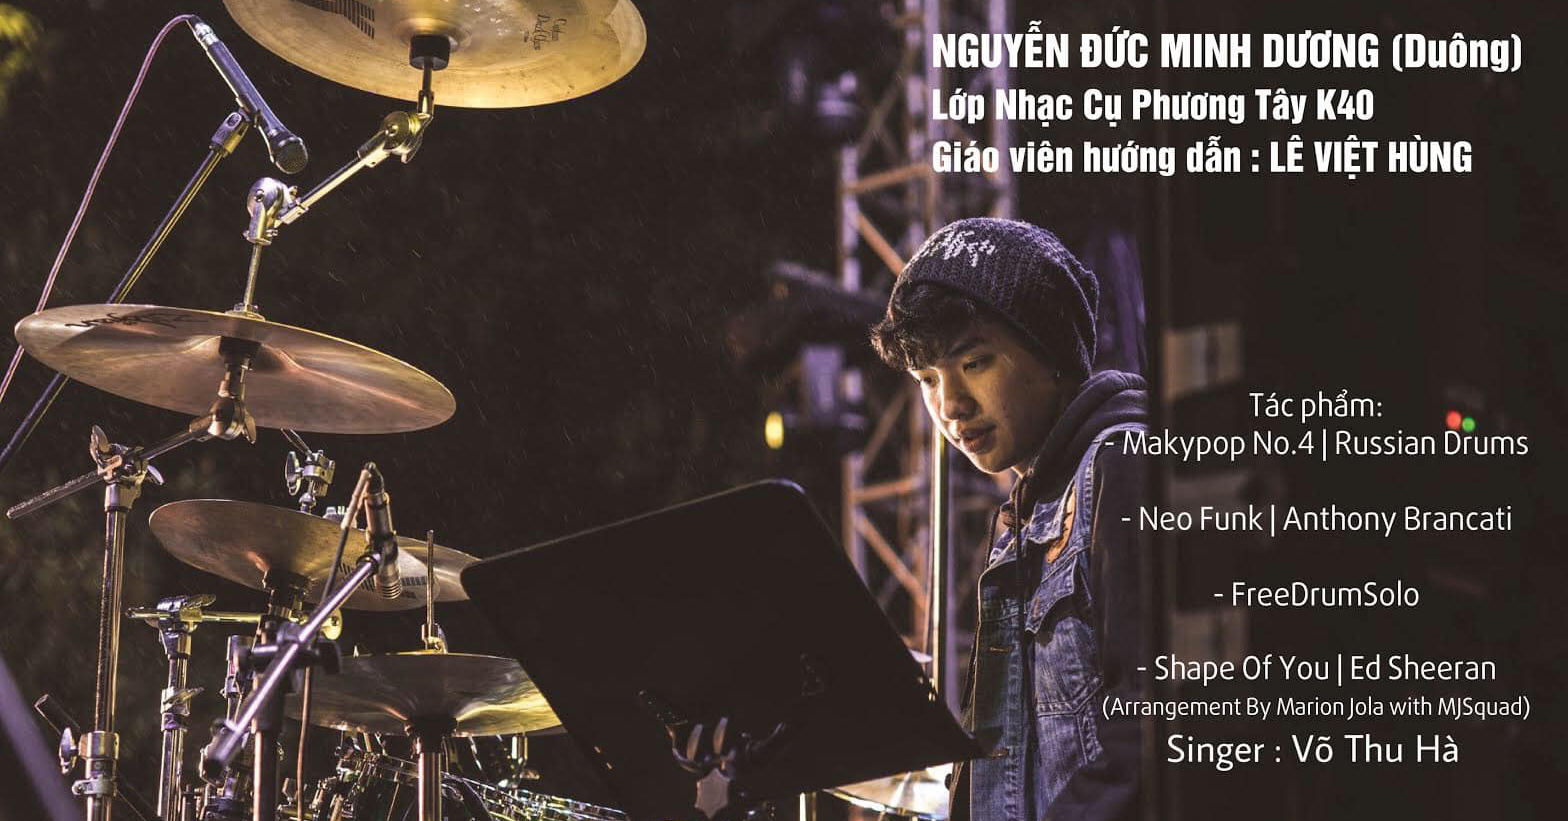 NGUYỄN ĐỨC MINH DƯƠNG (Duông)
Lớp Nhạc Cụ Phương Tây K40
Giáo viên hướng dẫn : LÊ VIỆT HÙNG
Tác phẩm:
- Makypop No.4 | Russian Drums
- Neo Funk | Anthony Brancati
- FreeDrumSolo
- Shape Of You | Ed Sheeran
(Arrangement By Marion Jola with MJSquad)
Singer : Võ Thu Hà